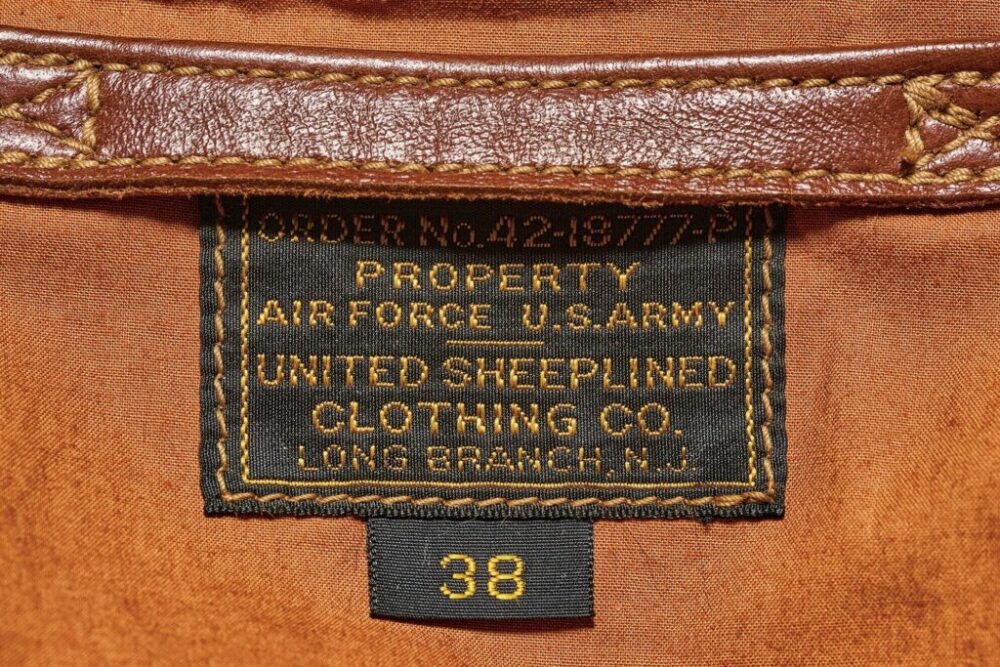 ORDER No. 42-18777-P
PROPERTY
AIR FORCE U.S. ARMY
UNITED SHEEPLINED
CLOTHING CO.
LONG BRANCH, N.J.
38